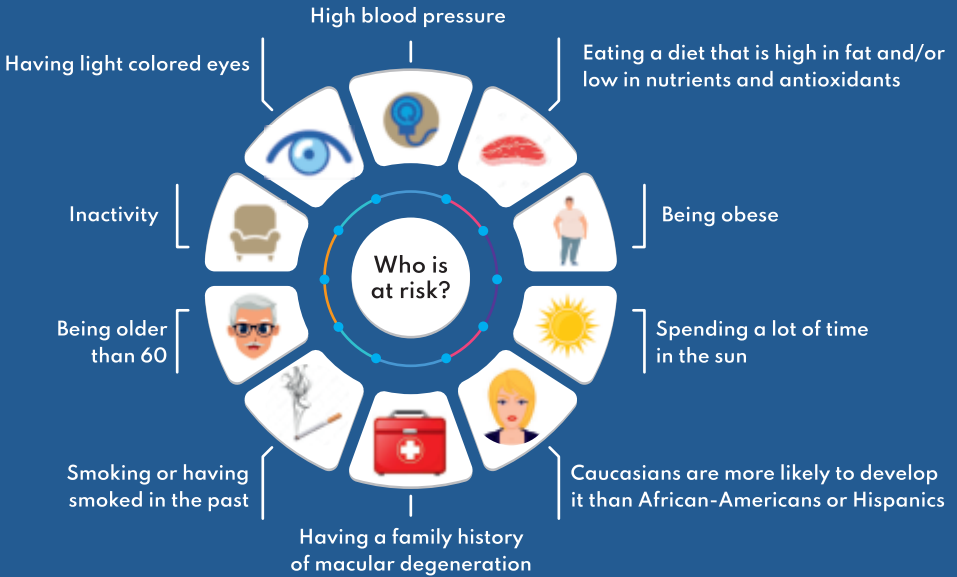 High blood pressure
Having light colored eyes
Eating a diet that is high in fat and/or
low in nutrients and antioxidants
Inactivity
Being obese
Who is
at risk?
Being older
than 60
Spending a lot of time
in the sun
Smoking or having
smoked in the past
Caucasians are more likely to develop
it than African-Americans or Hispanics
Having a family history
of macular degeneration